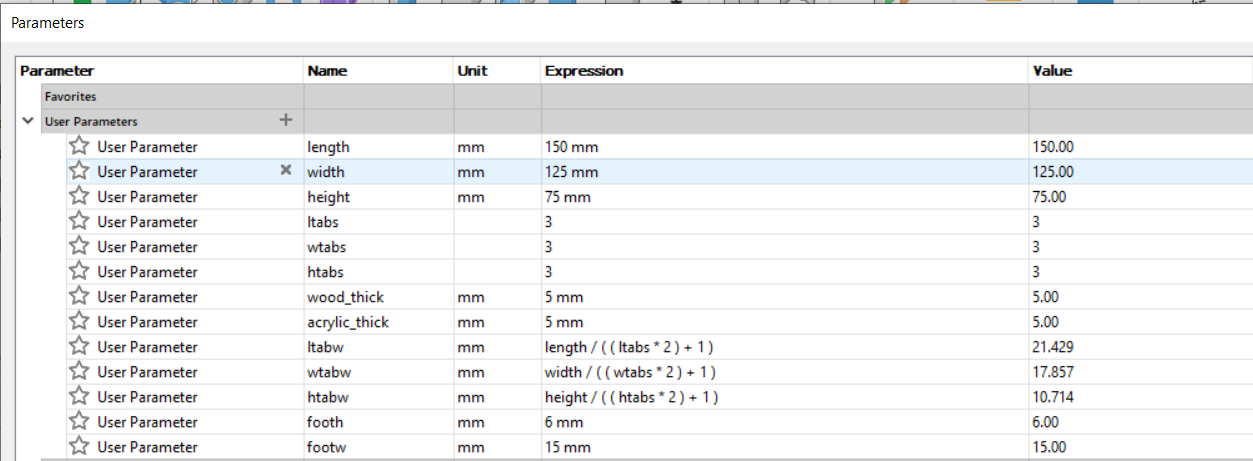 Parameters
Parameter Name Unit Expression Value
Favorites
User Parameters +
User Parameter length mm 150 mm 150.00
User Parameter width mm 125 mm 125.00
User Parameter height mm 75 mm 75.00
User Parameter ltabs 3 3
User Parameter wtabs 3 3
User Parameter htabs 3 3
User Parameter wood_thick mm 5 mm 5.00
User Parameter acrylic_thick mm 5 mm 5.00
User Parameter ltabw mm length / ( ( ltabs * 2 ) + 1 ) 21.429
User Parameter wtabw mm width / ( ( wtabs * 2 ) + 1 ) 17.857
User Parameter htabw mm height / ( ( htabs * 2 ) + 1 ) 10.714
User Parameter footh mm 6 mm 6.00
User Parameter footw mm 15 mm 15.00